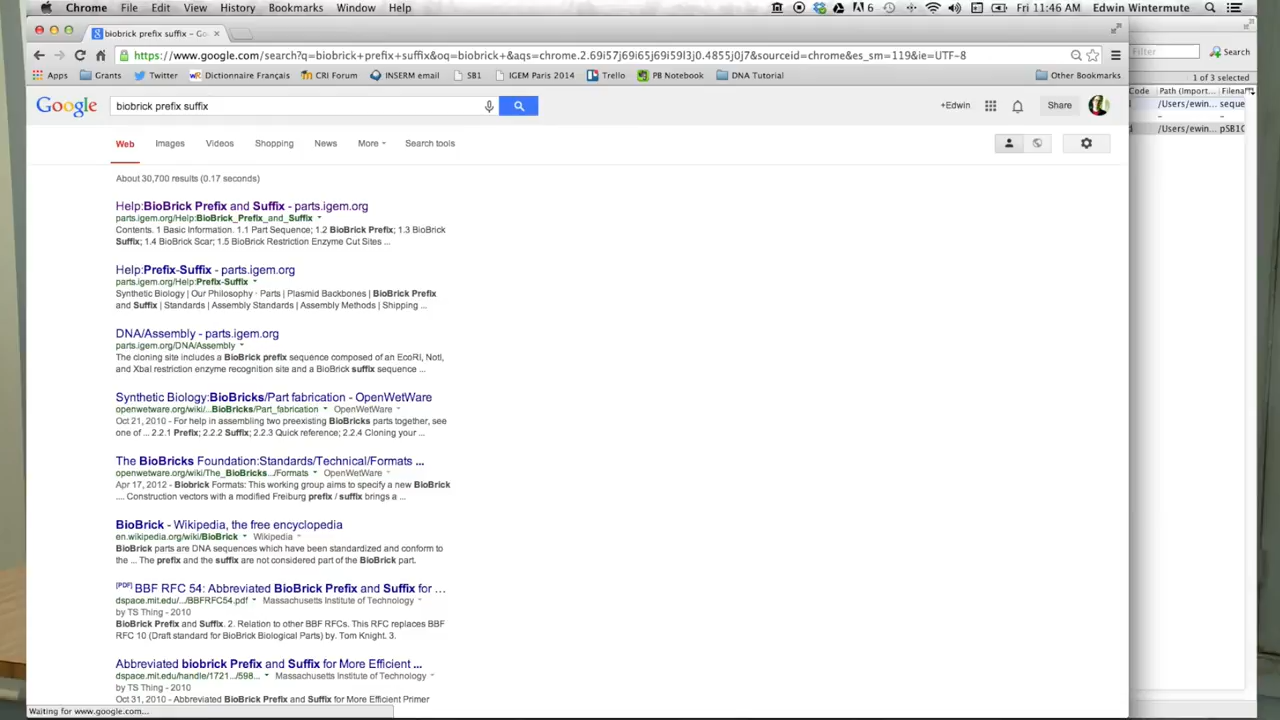 Chrome File Edit View History Bookmarks Window Help 6 Fri 11:46 AM Edwin Wintermute
biobrick prefix suffix – Go
https://www.google.com/search?q=biobrick+prefix+suffix&oq=biobrick+&aqs=chrome.2.69i57j69i65j69i59l3j0.4855j0j7&sourceid=chrome&es_sm=119&ie=UTF-8
Search
Apps Grants Twitter Dictionnaire Français CRI Forum INSERM email SB1 IGEM Paris 2014 Trello PB Notebook DNA Tutorial Other Bookmarks
1 of 3 selected
Code Path (Import... Filena
Google biobrick prefix suffix +Edwin Share
/Users/ewin... seque
- -
/Users/ewin... pSB1C
Web Images Videos Shopping News More Search tools
About 30,700 results (0.17 seconds)
Help:BioBrick Prefix and Suffix - parts.igem.org
parts.igem.org/Help:BioBrick_Prefix_and_Suffix
Contents. 1 Basic Information. 1.1 Part Sequence; 1.2 BioBrick Prefix; 1.3 BioBrick
Suffix; 1.4 BioBrick Scar; 1.5 BioBrick Restriction Enzyme Cut Sites ...
Help:Prefix-Suffix - parts.igem.org
parts.igem.org/Help:Prefix-Suffix
Synthetic Biology | Our Philosophy · Parts | Plasmid Backbones | BioBrick Prefix
and Suffix | Standards | Assembly Standards | Assembly Methods | Shipping ...
DNA/Assembly - parts.igem.org
parts.igem.org/DNA/Assembly
The cloning site includes a BioBrick prefix sequence composed of an EcoRI, NotI,
and XbaI restriction enzyme recognition site and a BioBrick suffix sequence ...
Synthetic Biology:BioBricks/Part fabrication - OpenWetWare
openwetware.org/wiki/...BioBricks/Part_fabrication OpenWetWare
Oct 21, 2010 - For help in assembling two preexisting BioBricks parts together, see
one of ... 2.2.1 Prefix; 2.2.2 Suffix; 2.2.3 Quick reference; 2.2.4 Cloning your ...
The BioBricks Foundation:Standards/Technical/Formats ...
openwetware.org/wiki/The_BioBricks.../Formats OpenWetWare
Apr 17, 2012 - Biobrick Formats: This working group aims to specify a new BioBrick
.... Construction vectors with a modified Freiburg prefix / suffix brings a ...
BioBrick - Wikipedia, the free encyclopedia
en.wikipedia.org/wiki/BioBrick Wikipedia
BioBrick parts are DNA sequences which have been standardized and conform to
the ... The prefix and the suffix are not considered part of the BioBrick part.
[PDF] BBF RFC 54: Abbreviated BioBrick Prefix and Suffix for ...
dspace.mit.edu/.../BBFRFC54.pdf Massachusetts Institute of Technology
by TS Thing - 2010
BioBrick Prefix and Suffix. 2. Relation to other BBF RFCs. This RFC replaces BBF
RFC 10 (Draft standard for BioBrick Biological Parts) by. Tom Knight. 3.
Abbreviated biobrick Prefix and Suffix for More Efficient ...
dspace.mit.edu/handle/1721.../598... Massachusetts Institute of Technology
by TS Thing - 2010
Oct 31, 2010 - Abbreviated BioBrick Prefix and Suffix for More Efficient Primer
Waiting for www.google.com...